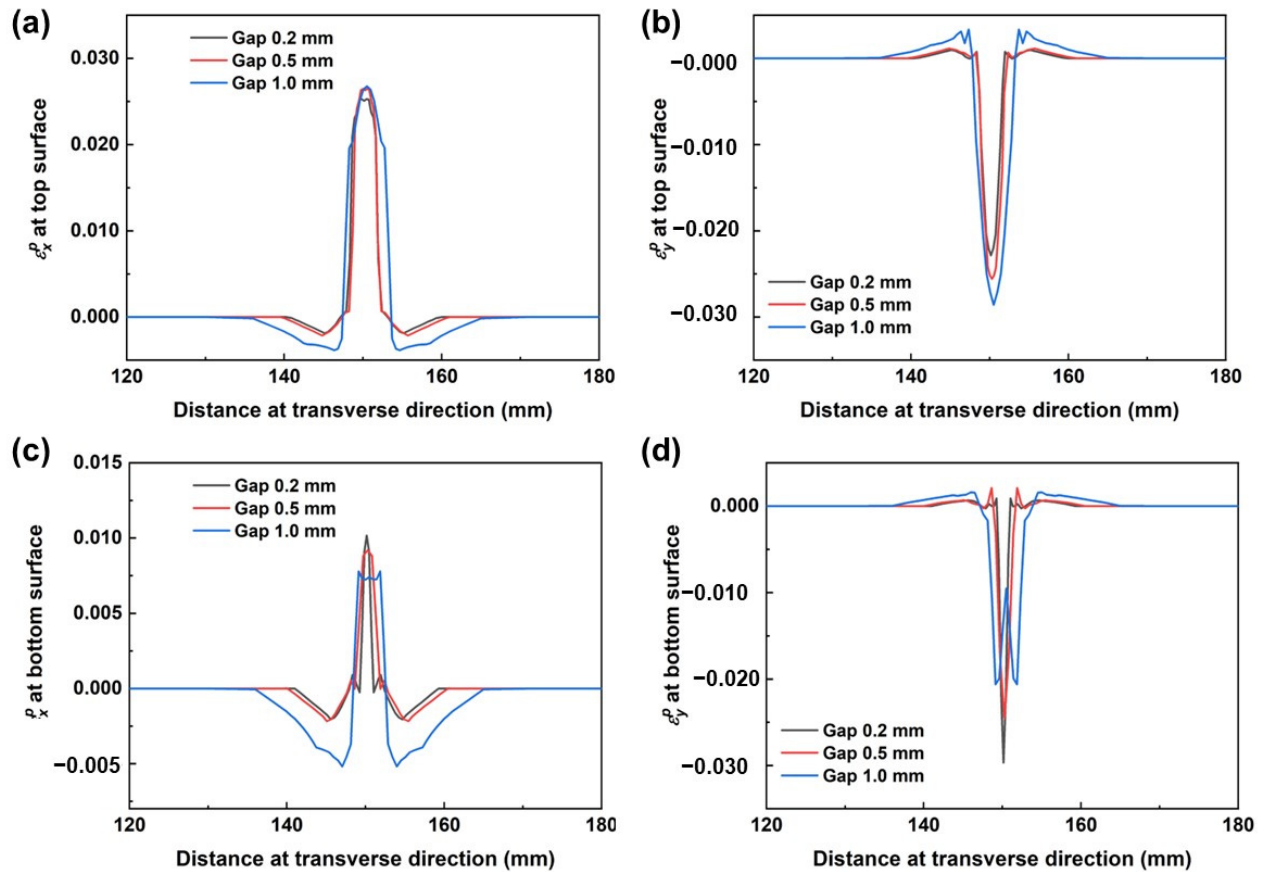 (a)
0.030
0.020
0.010
0.000
Gap 0.2 mm
Gap 0.5 mm
Gap 1.0 mm
εxᵖ at top surface
120 140 160 180
Distance at transverse direction (mm)
(b)
−0.000
−0.010
−0.020
−0.030
Gap 0.2 mm
Gap 0.5 mm
Gap 1.0 mm
εyᵖ at top surface
120 140 160 180
Distance at transverse direction (mm)
(c)
0.015
0.010
0.005
0.000
−0.005
Gap 0.2 mm
Gap 0.5 mm
Gap 1.0 mm
xᵖ at bottom surface
120 140 160 180
Distance at transverse direction (mm)
(d)
0.000
−0.010
−0.020
−0.030
Gap 0.2 mm
Gap 0.5 mm
Gap 1.0 mm
εyᵖ at bottom surface
120 140 160 180
Distance at transverse direction (mm)